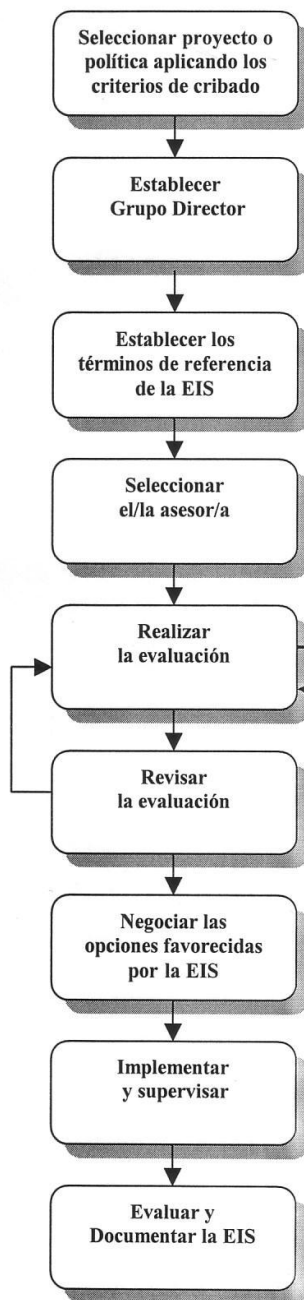 Seleccionar proyecto o
política aplicando los
criterios de cribado
Establecer
Grupo Director
Establecer los
términos de referencia
de la EIS
Seleccionar
el/la asesor/a
Realizar
la evaluación
Revisar
la evaluación
Negociar las
opciones favorecidas
por la EIS
Implementar
y supervisar
Evaluar y
Documentar la EIS